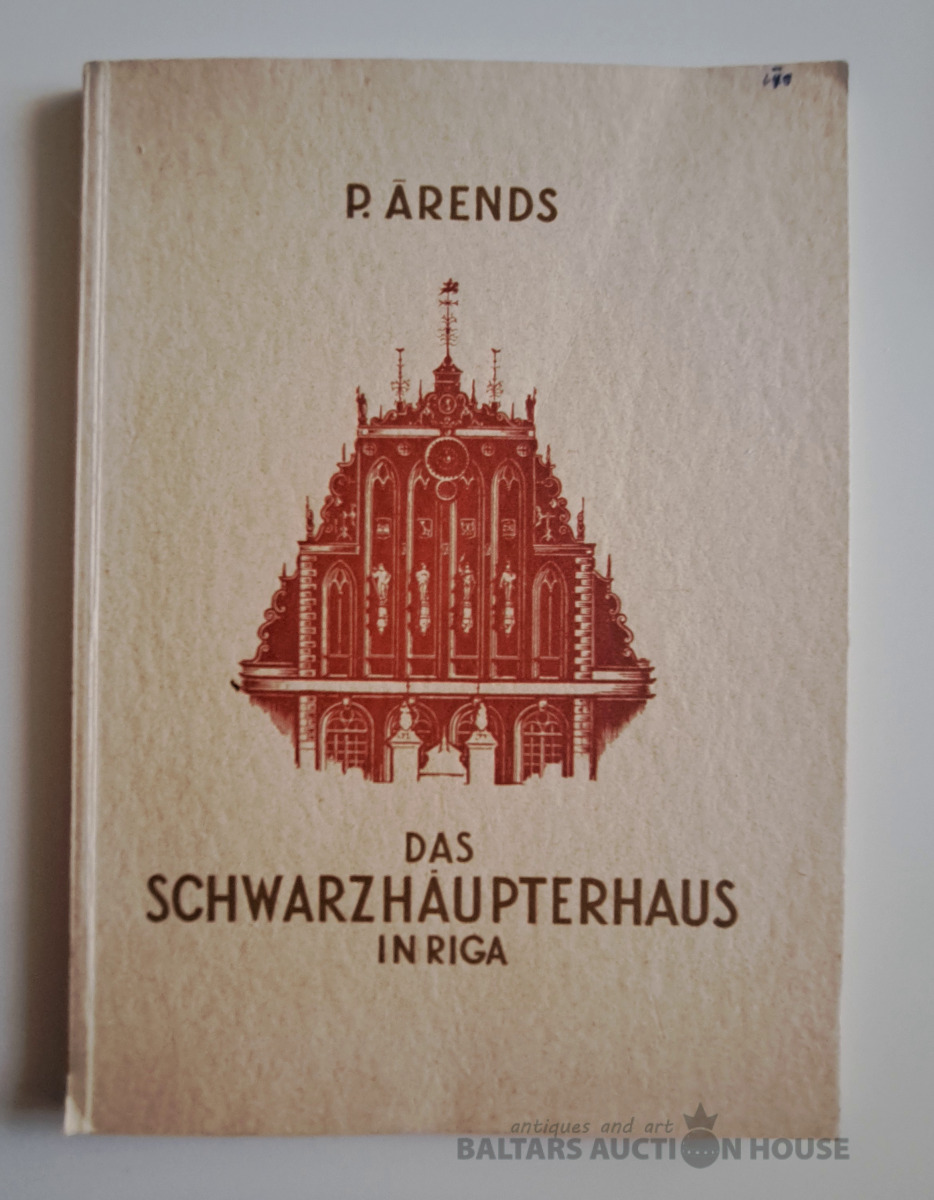 P. ĀRENDS
DAS
SCHWARZHÄUPTERHAUS
IN RIGA
antiques and art
BALTARS AUCTION HOUSE